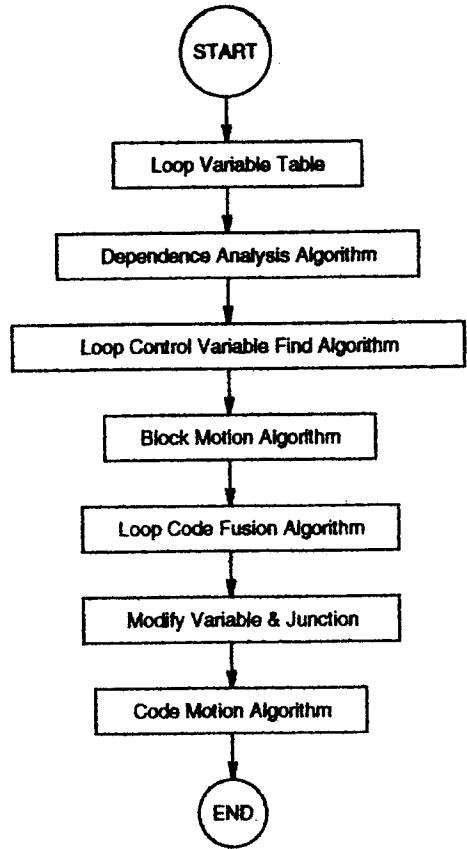 START
Loop Variable Table
Dependence Analysis Algorithm
Loop Control Variable Find Algorithm
Block Motion Algorithm
Loop Code Fusion Algorithm
Modify Variable & Junction
Code Motion Algorithm
END